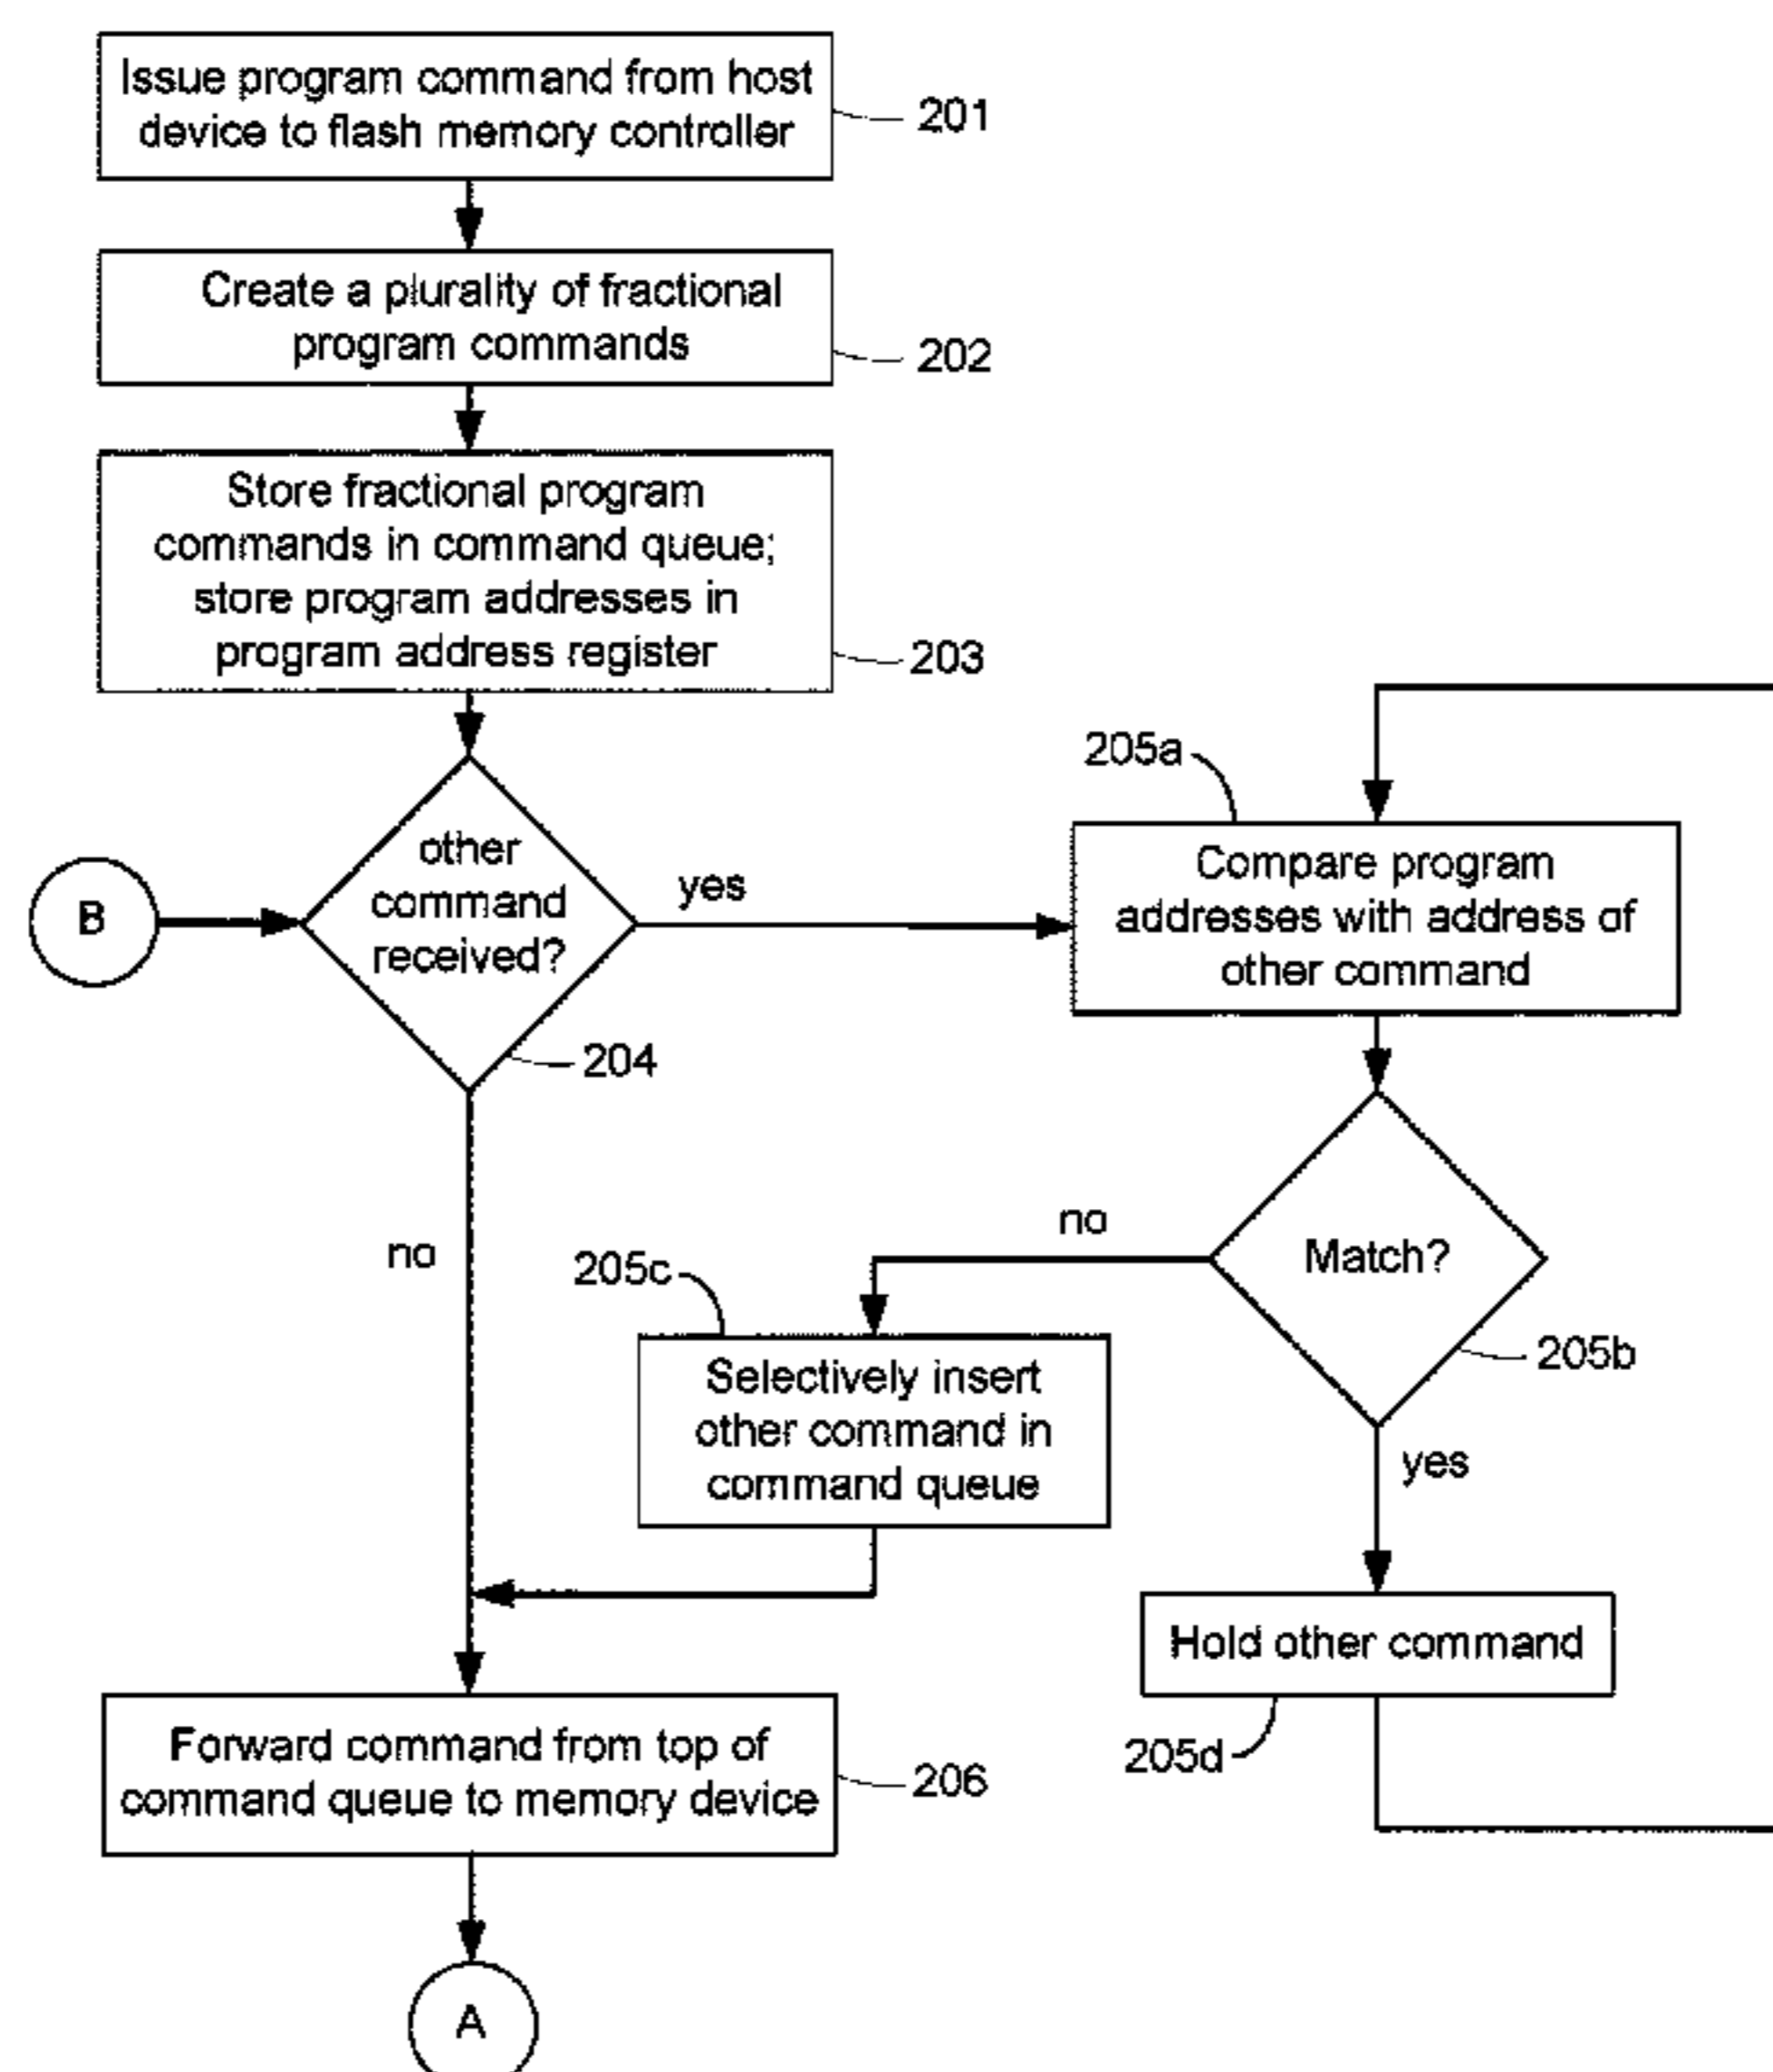 Issue program command from host
device to flash memory controller
201
Create a plurality of fractional
program commands
202
Store fractional program
commands in command queue;
store program addresses in
program address register
203
205a
other
command
received?
yes
B
Compare program
addresses with address of
other command
204
no
no
Match?
205c
205b
Selectively insert
other command in
command queue
yes
Hold other command
205d
Forward command from top of
command queue to memory device
206
A